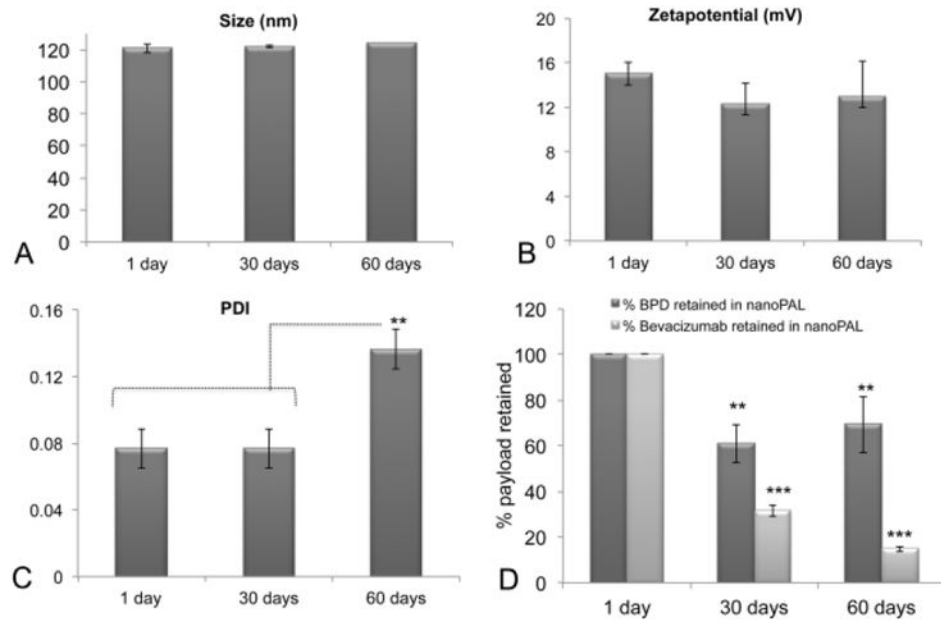 Size (nm)
120
100
80
60
40
20
0
1 day 30 days 60 days
A
Zetapotential (mV)
20
16
12
8
4
0
1 day 30 days 60 days
B
PDI
0.16
0.12
0.08
0.04
0
**
1 day 30 days 60 days
C
% BPD retained in nanoPAL
% Bevacizumab retained in nanoPAL
% payload retained
120
100
80
60
40
20
0
**
***
**
***
1 day 30 days 60 days
D